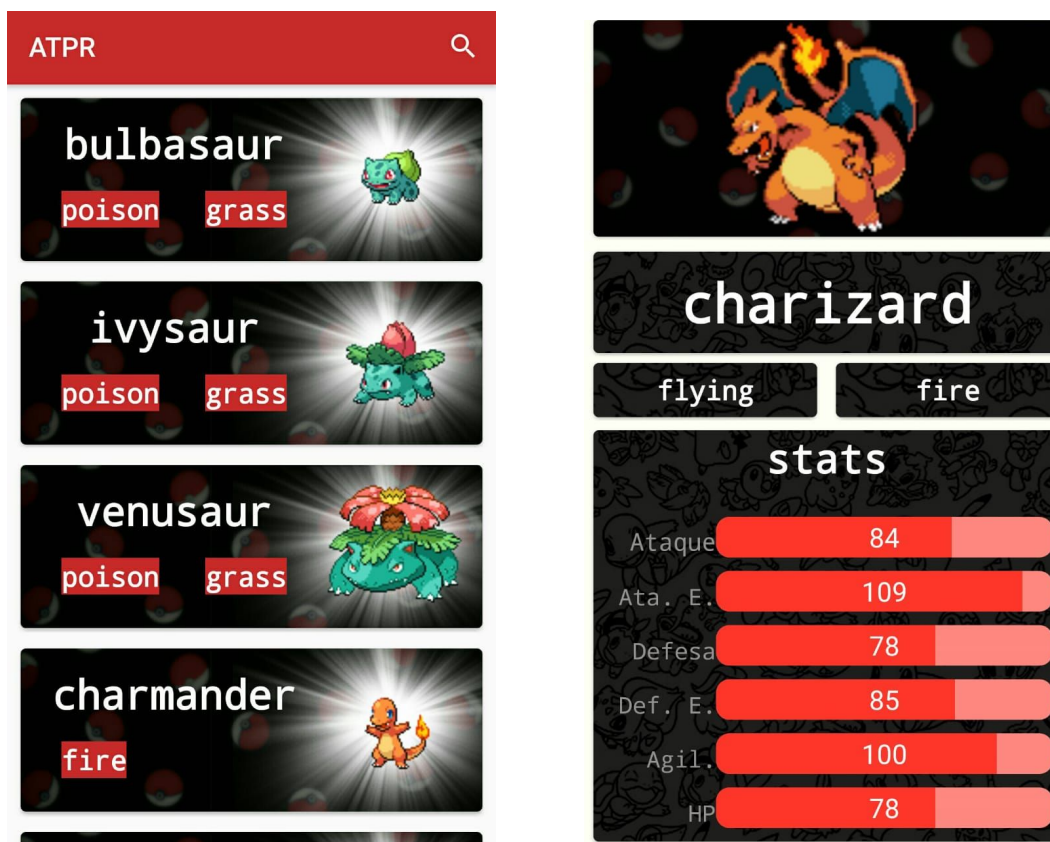 ATPR
bulbasaur
poison grass
ivysaur
poison grass
venusaur
poison grass
charmander
fire
charizard
flying fire
stats
Ataque 84
Ata. E. 109
Defesa 78
Def. E. 85
Agil. 100
HP 78